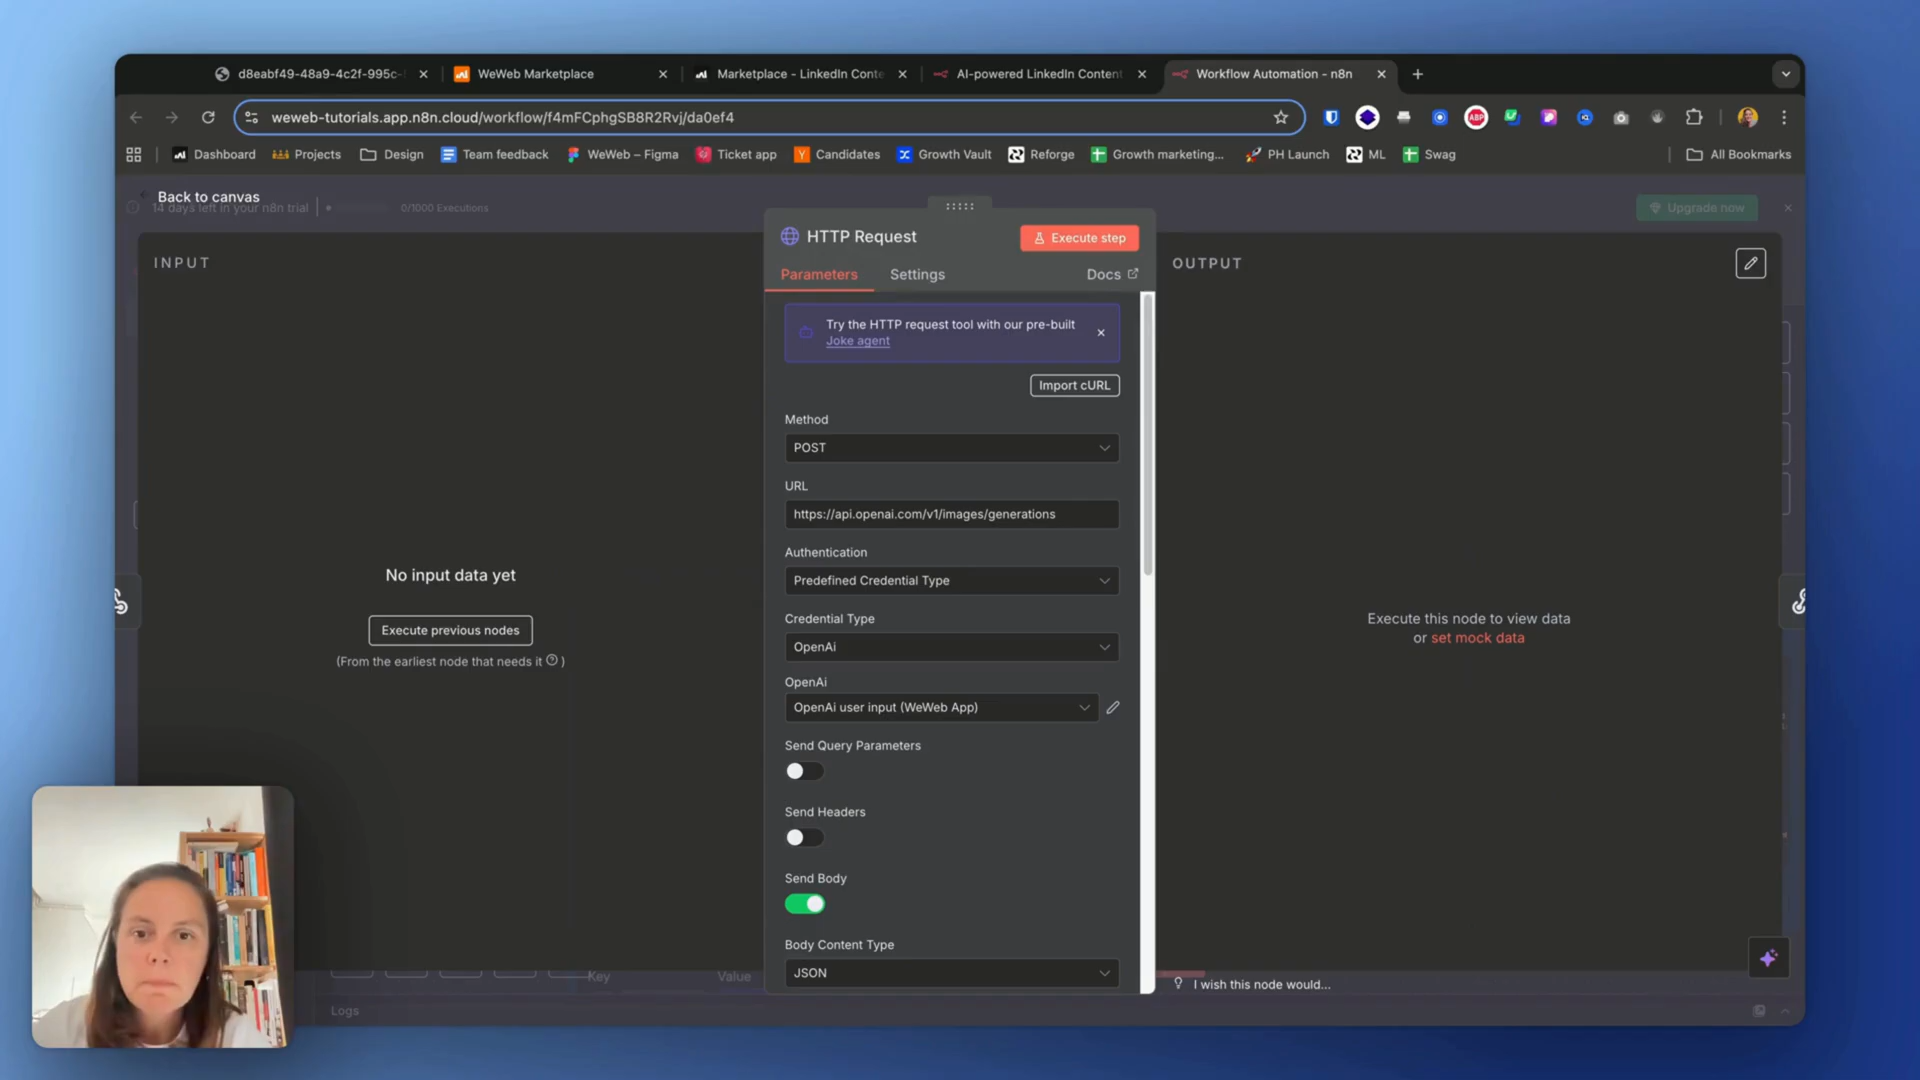 d8eabf49-48a9-4c2f-995c-
WeWeb Marketplace
Marketplace - LinkedIn Conte
AI-powered LinkedIn Content
Workflow Automation - n8n
weweb-tutorials.app.n8n.cloud/workflow/f4mFCphgSB8R2Rvj/da0ef4
ABP
Dashboard
Projects
Design
Team feedback
WeWeb – Figma
Ticket app
Candidates
Growth Vault
Reforge
Growth marketing...
PH Launch
ML
Swag
All Bookmarks
Back to canvas
14 days left in your n8n trial
0/1000 Executions
Upgrade now
INPUT
No input data yet
Execute previous nodes
(From the earliest node that needs it )
HTTP Request
Execute step
Parameters
Settings
Docs
Try the HTTP request tool with our pre-built
Joke agent
Import cURL
Method
POST
URL
https://api.openai.com/v1/images/generations
Authentication
Predefined Credential Type
Credential Type
OpenAi
OpenAi
OpenAi user input (WeWeb App)
Send Query Parameters
Send Headers
Send Body
Body Content Type
JSON
OUTPUT
Execute this node to view data
or set mock data
I wish this node would...
Key
Value
Logs